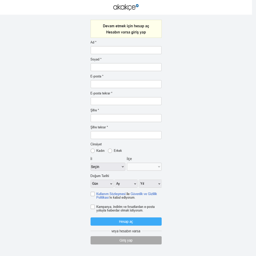 akakçe
Devam etmek için hesap aç
Hesabın varsa giriş yap
Ad *
Soyad *
E-posta *
E-posta tekrar *
Şifre *
Şifre tekrar *
Cinsiyet
Kadın Erkek
İl İlçe
Seçin
Doğum Tarihi
Gün Ay Yıl
Kullanıcı Sözleşmesi'ni ve Gizlilik
Politikası'nı kabul ediyorum
Kampanya, indirim ve fırsatlardan e-posta
yoluyla haberdar olmak istiyorum
Hesap aç
veya Hesabın varsa
Giriş yap